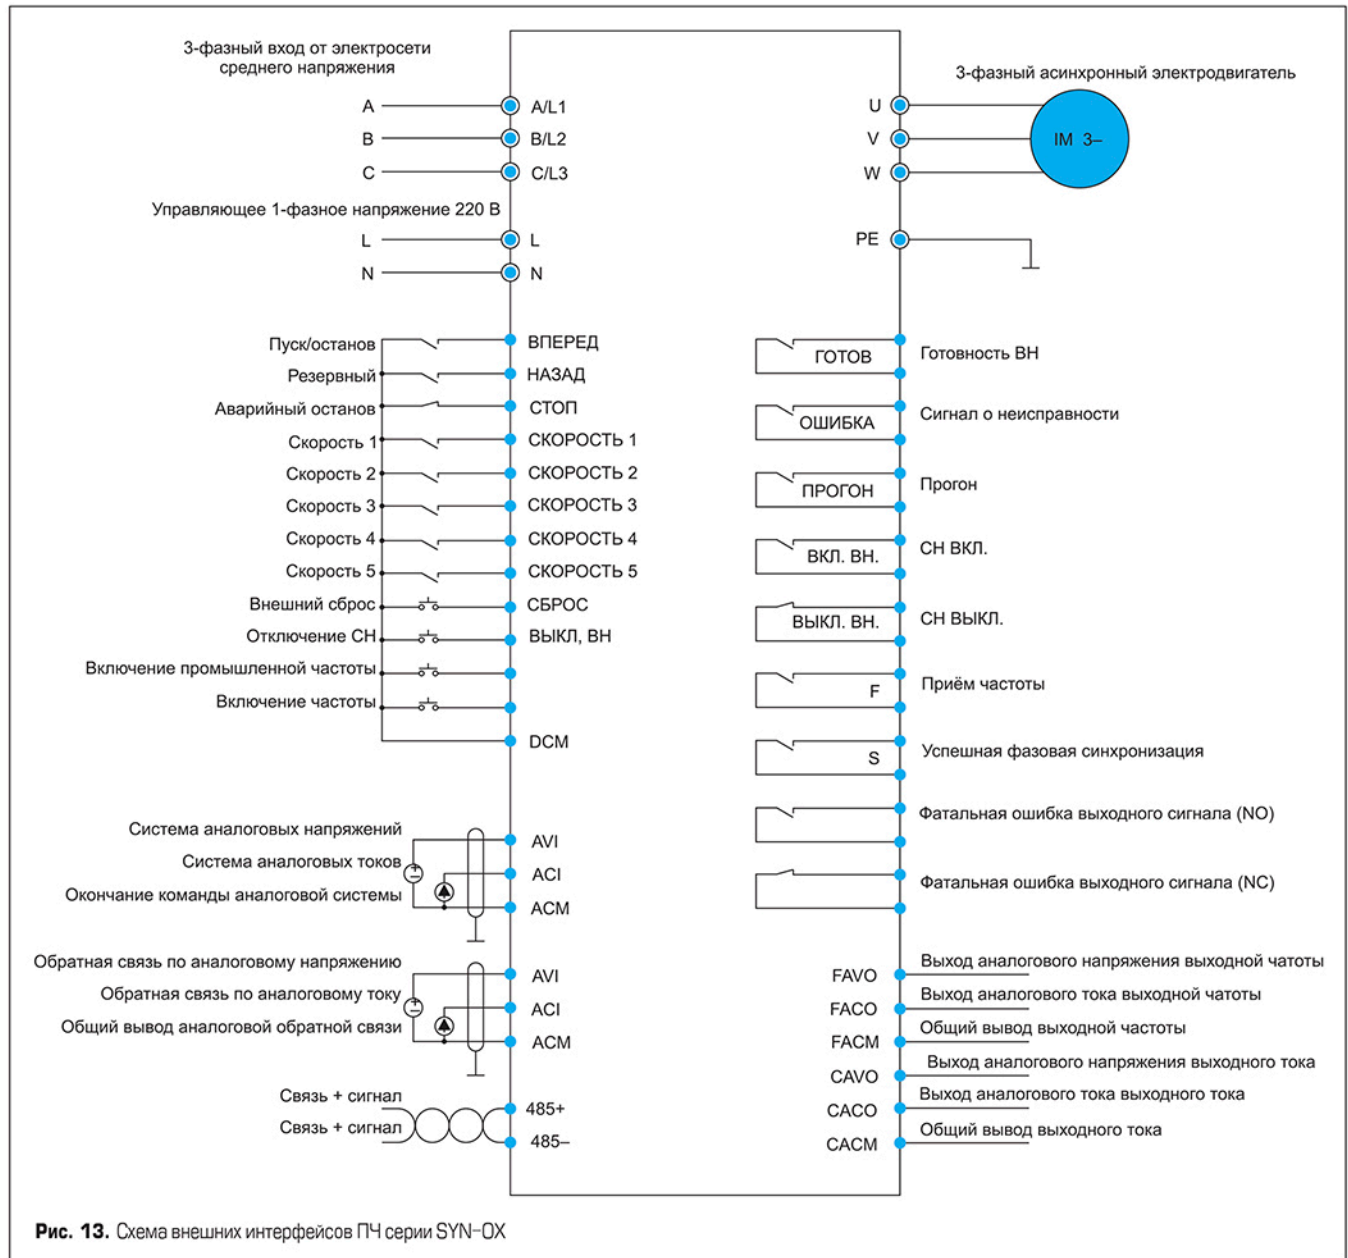 3-фазный вход от электросети
среднего напряжения
A
A/L1
B
B/L2
C
C/L3
Управляющее 1-фазное напряжение 220 В
L
L
N
N
3-фазный асинхронный электродвигатель
U
V
W
IM 3–
PE
Пуск/останов
ВПЕРЕД
Резервный
НАЗАД
Аварийный останов
СТОП
Скорость 1
СКОРОСТЬ 1
Скорость 2
СКОРОСТЬ 2
Скорость 3
СКОРОСТЬ 3
Скорость 4
СКОРОСТЬ 4
Скорость 5
СКОРОСТЬ 5
Внешний сброс
СБРОС
Отключение СН
ВЫКЛ, ВН
Включение промышленной частоты
Включение частоты
DCM
ГОТОВ
Готовность ВН
ОШИБКА
Сигнал о неисправности
ПРОГОН
Прогон
ВКЛ. ВН.
СН ВКЛ.
ВЫКЛ. ВН.
СН ВЫКЛ.
F
Приём частоты
S
Успешная фазовая синхронизация
Фатальная ошибка выходного сигнала (NO)
Фатальная ошибка выходного сигнала (NC)
Система аналоговых напряжений
AVI
Система аналоговых токов
ACI
Окончание команды аналоговой системы
ACM
Обратная связь по аналоговому напряжению
AVI
Обратная связь по аналоговому току
ACI
Общий вывод аналоговой обратной связи
ACM
Связь + сигнал
485+
Связь + сигнал
485–
FAVO
Выход аналогового напряжения выходной чатоты
FACO
Выход аналогового тока выходной чатоты
FACM
Общий вывод выходной частоты
CAVO
Выход аналогового напряжения выходного тока
CACO
Выход аналогового тока выходного тока
CACM
Общий вывод выходного тока
Рис. 13. Схема внешних интерфейсов ПЧ серии SYN-OX